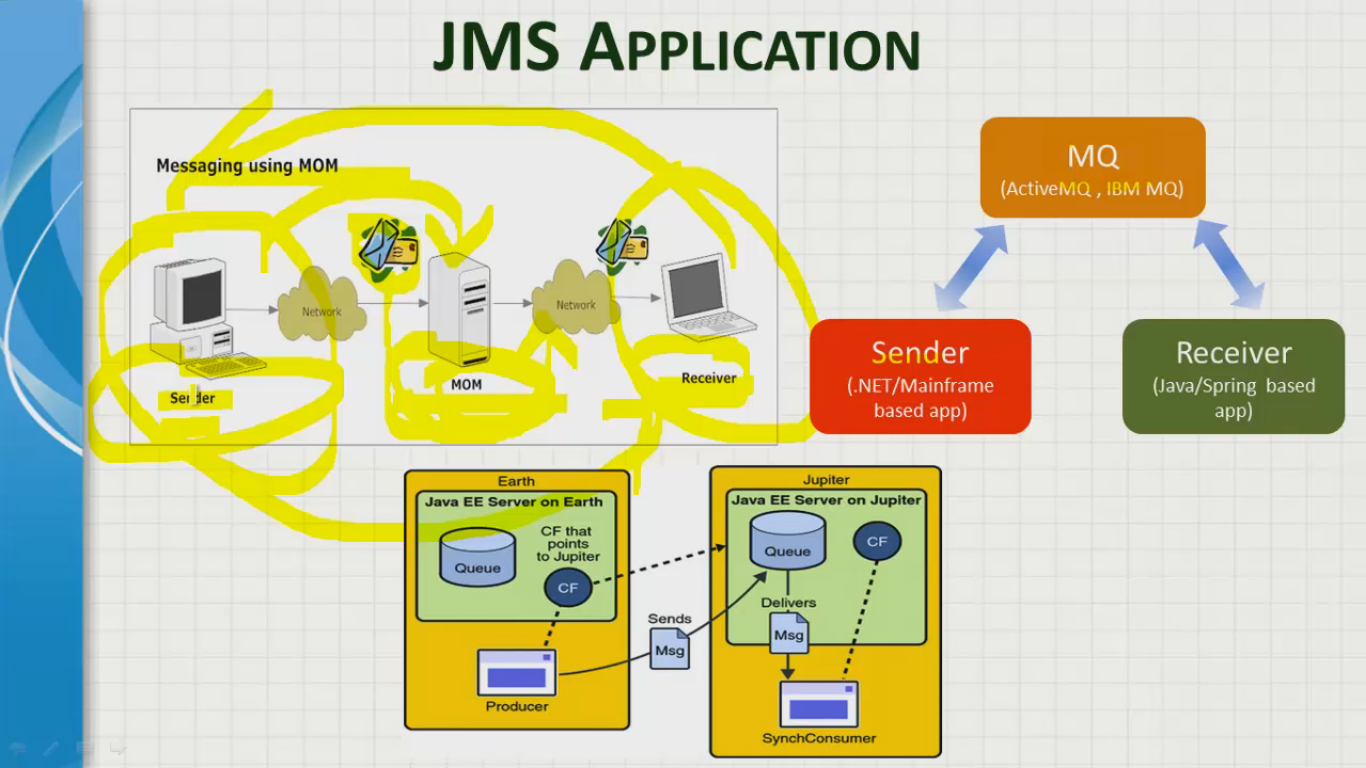 JMS APPLICATION
Messaging using MOM
Network
Network
Sender
MOM
Receiver
MQ
(ActiveMQ , IBM MQ)
Sender
(.NET/Mainframe
based app)
Receiver
(Java/Spring based
app)
Earth
Java EE Server on Earth
Queue
CF that
points
to Jupiter
CF
Producer
Sends
Msg
Jupiter
Java EE Server on Jupiter
Queue
CF
Delivers
Msg
SynchConsumer